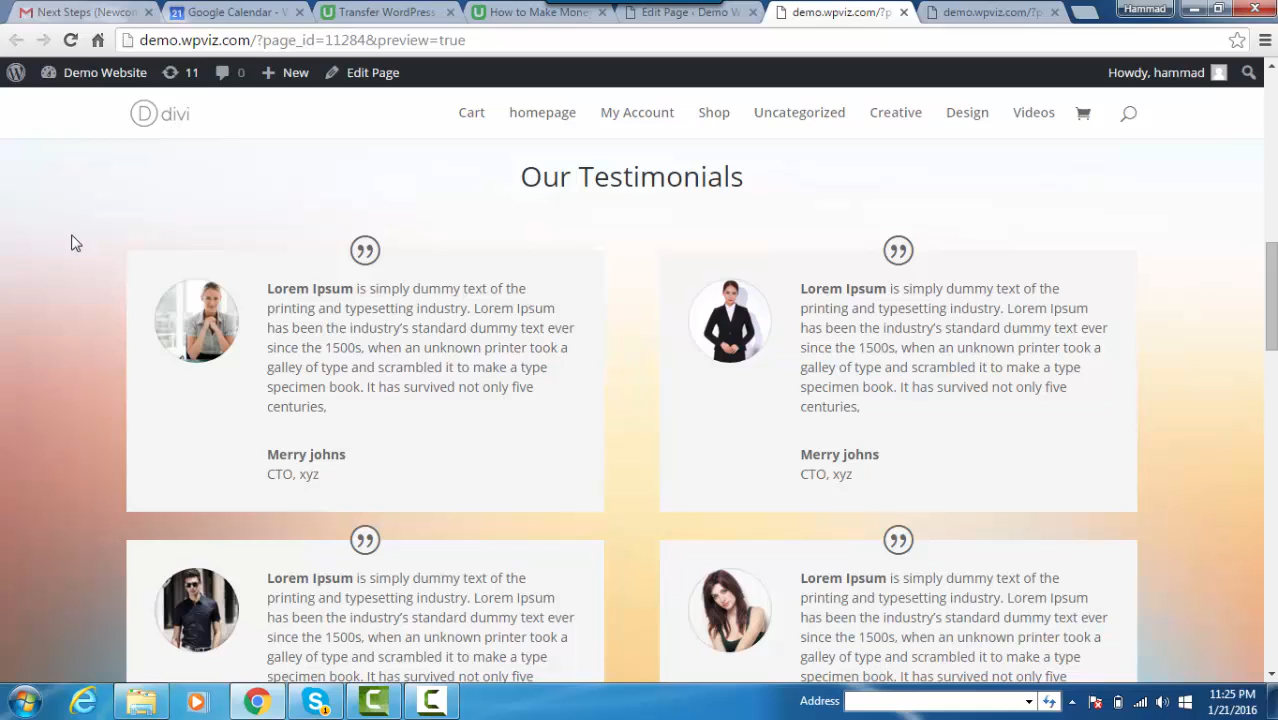 Next Steps (Newcom
Google Calendar -
Transfer WordPress
How to Make Money
Edit Page ‹ Demo W
demo.wpviz.com/?p
demo.wpviz.com/?p
Hammad
demo.wpviz.com/?page_id=11284&preview=true
Demo Website
11
0
New
Edit Page
Howdy, hammad
D divi
Cart
homepage
My Account
Shop
Uncategorized
Creative
Design
Videos
Our Testimonials
Lorem Ipsum is simply dummy text of the
printing and typesetting industry. Lorem Ipsum
has been the industry's standard dummy text ever
since the 1500s, when an unknown printer took a
galley of type and scrambled it to make a type
specimen book. It has survived not only five
centuries,
Merry johns
CTO, xyz
Lorem Ipsum is simply dummy text of the
printing and typesetting industry. Lorem Ipsum
has been the industry's standard dummy text ever
since the 1500s, when an unknown printer took a
galley of type and scrambled it to make a type
specimen book. It has survived not only five
centuries,
Merry johns
CTO, xyz
Lorem Ipsum is simply dummy text of the
printing and typesetting industry. Lorem Ipsum
has been the industry's standard dummy text ever
since the 1500s, when an unknown printer took a
galley of type and scrambled it to make a type
specimen book. It has survived not only five
Lorem Ipsum is simply dummy text of the
printing and typesetting industry. Lorem Ipsum
has been the industry's standard dummy text ever
since the 1500s, when an unknown printer took a
galley of type and scrambled it to make a type
specimen book. It has survived not only five
Address
11:25 PM
1/21/2016